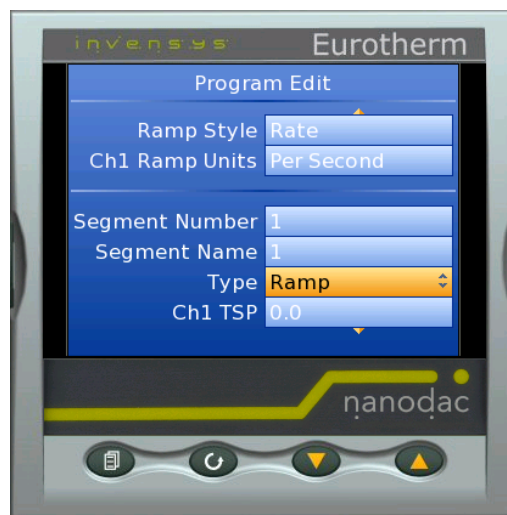 invensys Eurotherm
Program Edit
Ramp Style Rate
Ch1 Ramp Units Per Second
Segment Number 1
Segment Name 1
Type Ramp
Ch1 TSP 0.0
nanodac